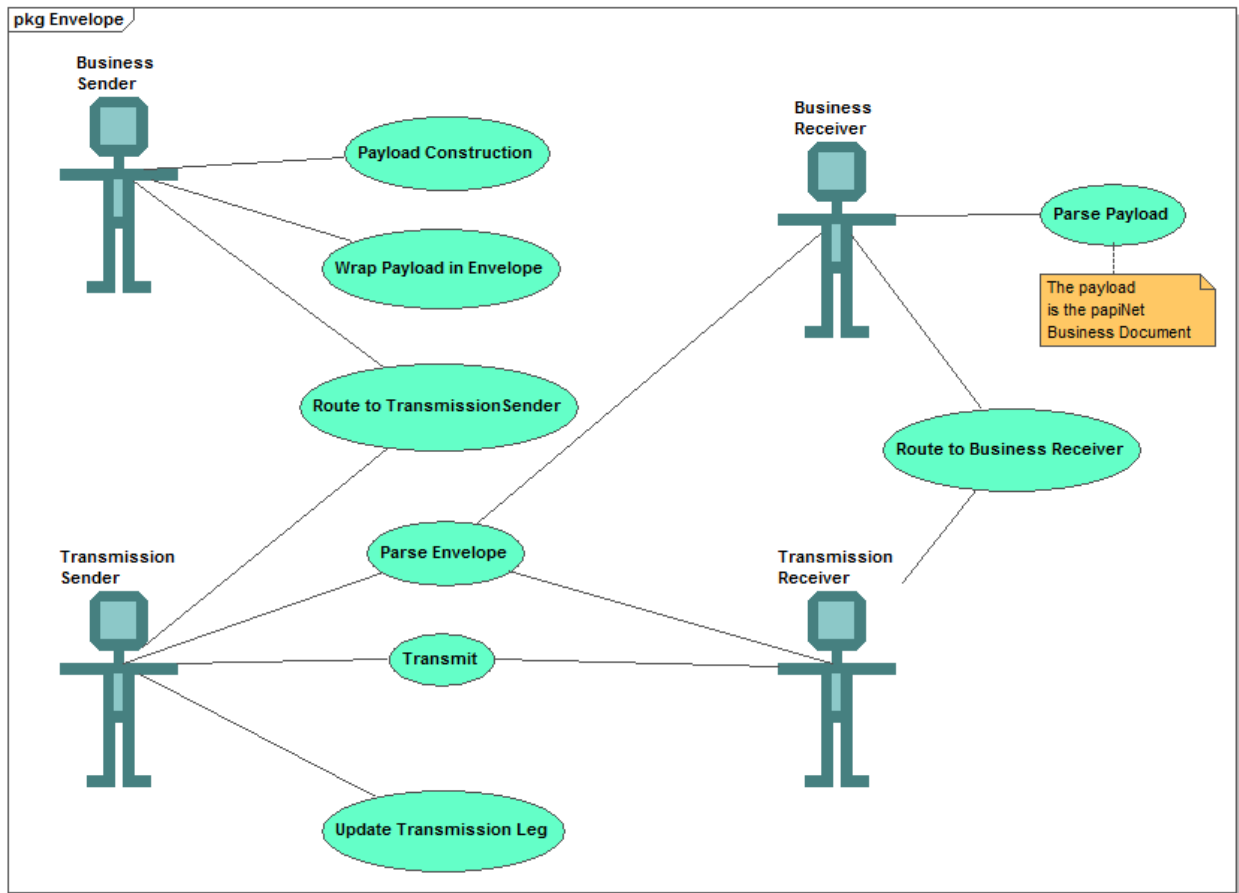 pkg Envelope
Business
Sender
Business
Receiver
Payload Construction
Parse Payload
Wrap Payload in Envelope
The payload
is the papiNet
Business Document
Route to TransmissionSender
Route to Business Receiver
Transmission
Sender
Parse Envelope
Transmission
Receiver
Transmit
Update Transmission Leg